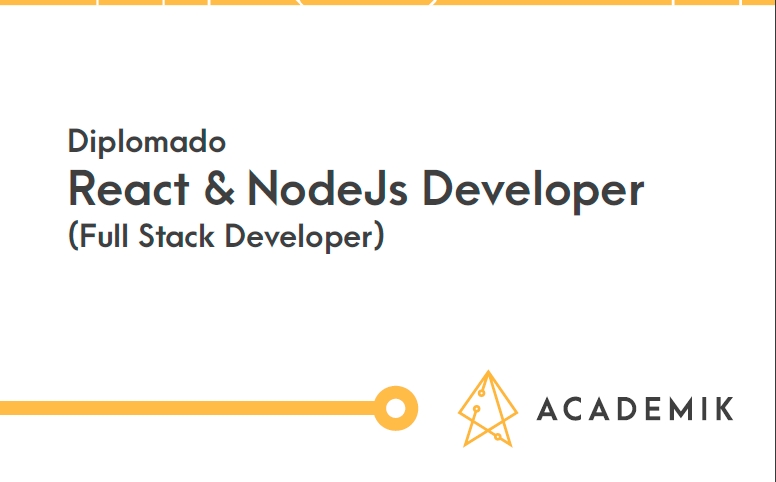 Diplomado
React & NodeJs Developer
(Full Stack Developer)
ACADEMIK